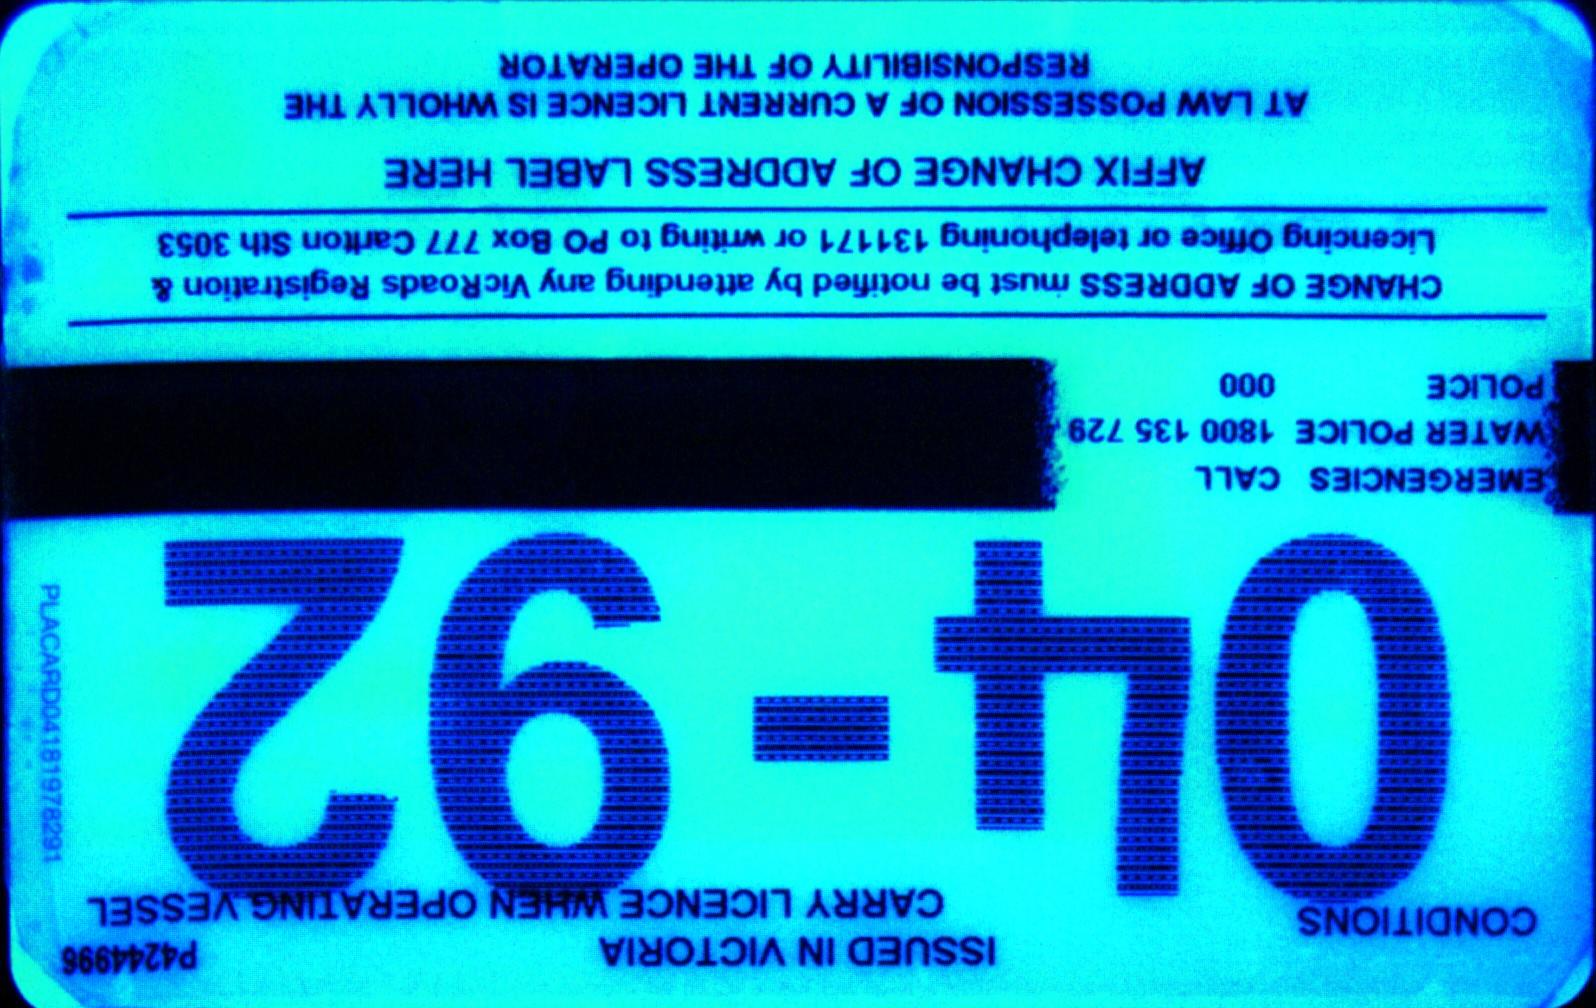 CONDITIONS ISSUED IN VICTORIA P4244996
CARRY LICENCE WHEN OPERATING VESSEL
04-92
PLACARD04181978291
EMERGENCIES CALL
WATER POLICE 1800 135 729
POLICE 000
CHANGE OF ADDRESS must be notified by attending any VicRoads Registration &
Licencing Office or telephoning 131171 or writing to PO Box 777 Carlton Sth 3053
AFFIX CHANGE OF ADDRESS LABEL HERE
AT LAW POSSESSION OF A CURRENT LICENCE IS WHOLLY THE
RESPONSIBILITY OF THE OPERATOR